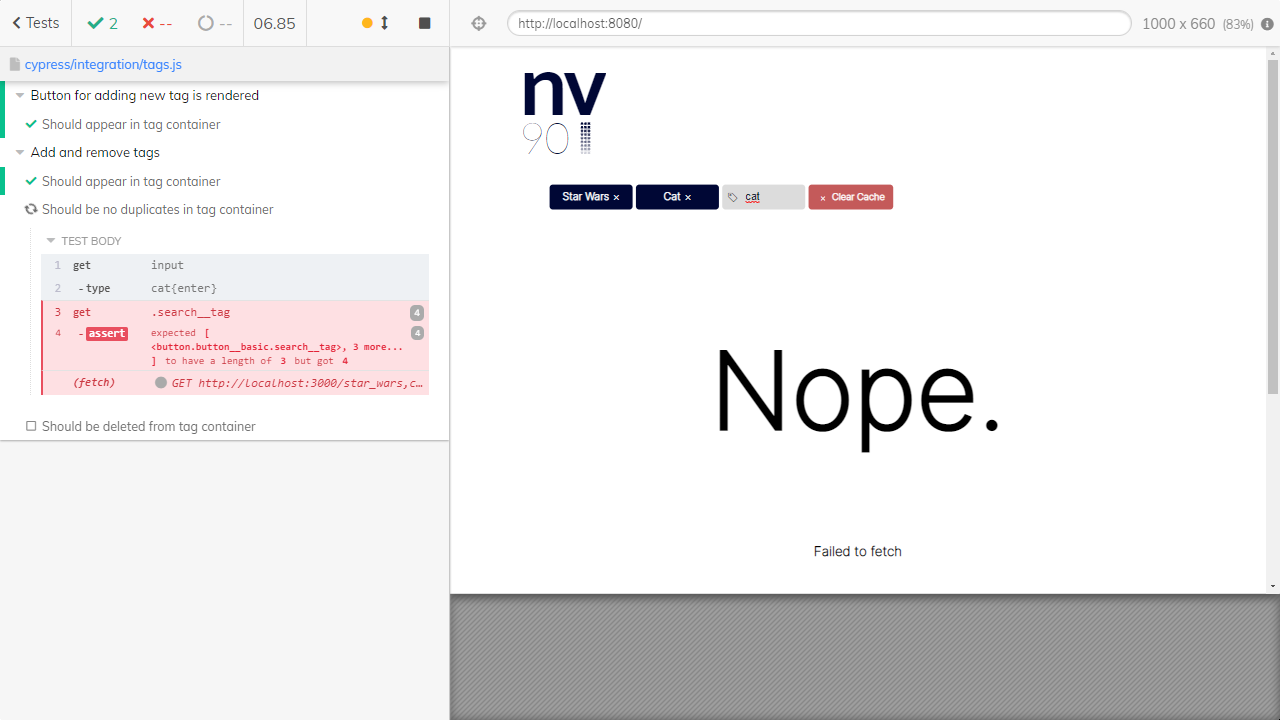 Tests
2
--
--
06.85
http://localhost:8080/
1000 x 660 (83%)
cypress/integration/tags.js
Button for adding new tag is rendered
Should appear in tag container
Add and remove tags
Should appear in tag container
Should be no duplicates in tag container
TEST BODY
1 get input
2 -type cat{enter}
3 get .search__tag 4
4 -assert expected [ 4
<button.button__basic.search__tag>, 3 more...
] to have a length of 3 but got 4
(fetch) GET http://localhost:3000/star_wars,c…
Should be deleted from tag container
nv
901
Star Wars ×
Cat ×
cat
× Clear Cache
Nope.
Failed to fetch